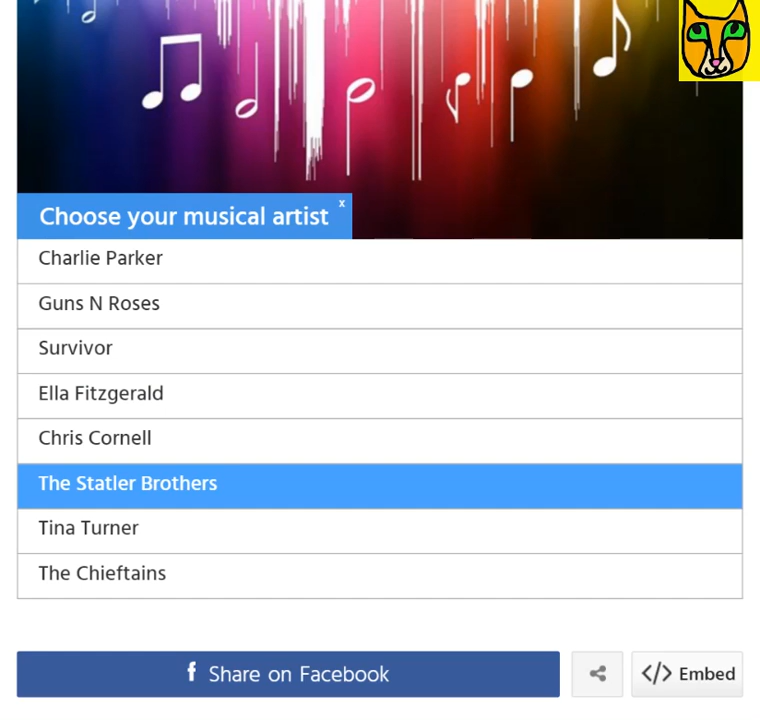 Choose your musical artist
x
Charlie Parker
Guns N Roses
Survivor
Ella Fitzgerald
Chris Cornell
The Statler Brothers
Tina Turner
The Chieftains
f Share on Facebook
</> Embed